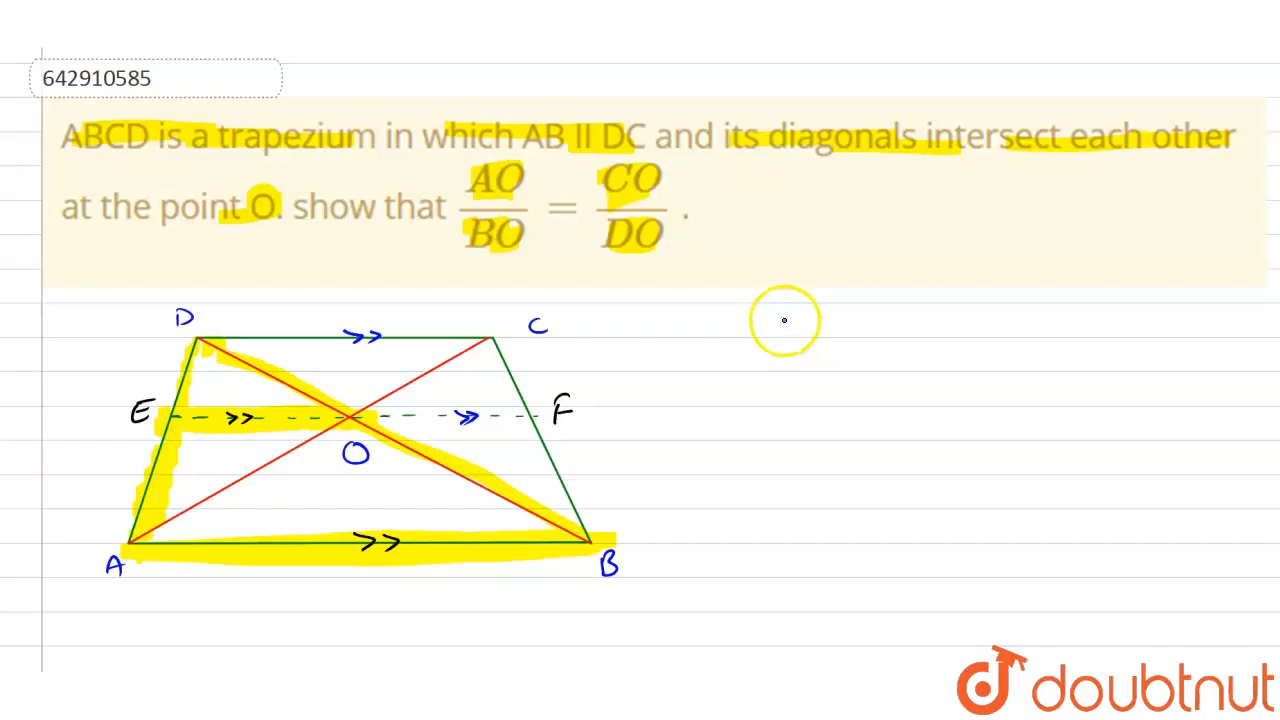 642910585
ABCD is a trapezium in which AB II DC and its diagonals intersect each other
at the point O. show that AO/BO = CO/DO .
D C
E F
O
A B
doubtnut